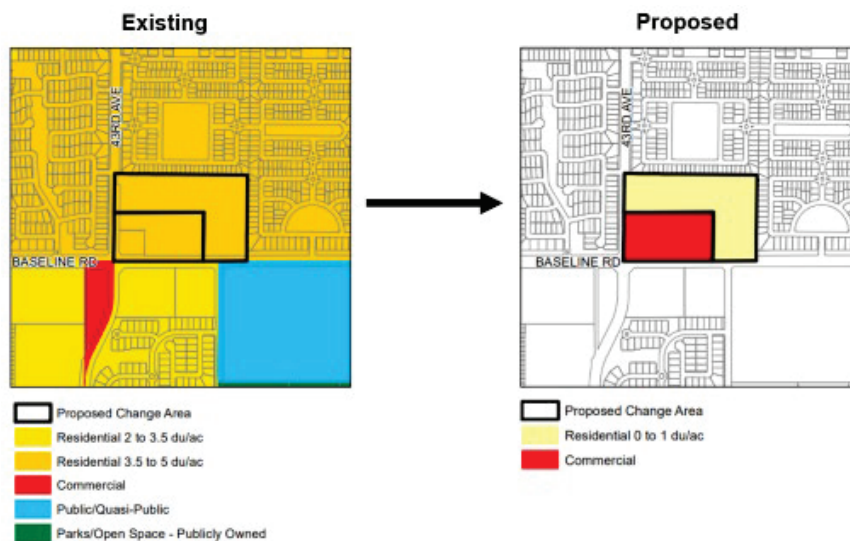 Existing
Proposed
43RD AVE
BASELINE RD
43RD AVE
BASELINE RD
Proposed Change Area
Residential 2 to 3.5 du/ac
Residential 3.5 to 5 du/ac
Commercial
Public/Quasi-Public
Parks/Open Space - Publicly Owned
Proposed Change Area
Residential 0 to 1 du/ac
Commercial